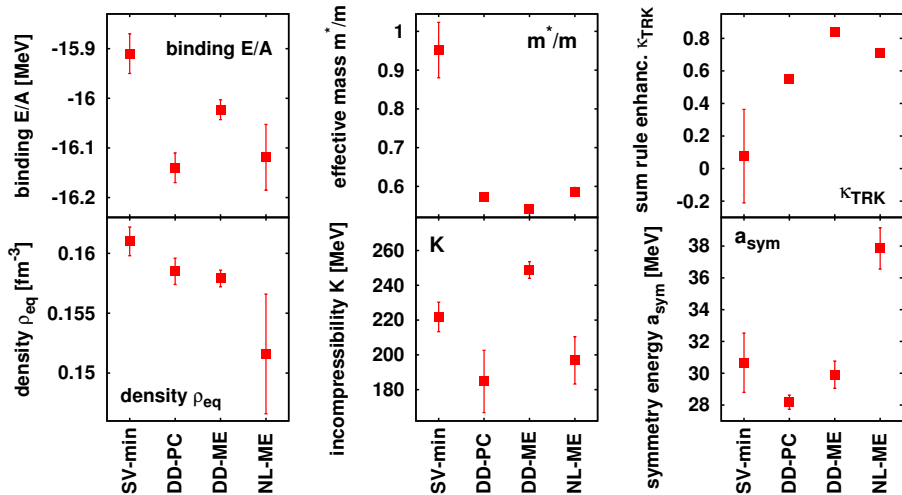 binding E/A [MeV]
-15.9
-16
-16.1
-16.2
binding E/A
effective mass m*/m
1
0.9
0.8
0.7
0.6
m*/m
sum rule enhanc. κTRK
0.8
0.6
0.4
0.2
0
-0.2
κTRK
density ρeq [fm-3]
0.16
0.155
0.15
density ρeq
SV-min
DD-PC
DD-ME
NL-ME
incompressibility K [MeV]
260
240
220
200
180
K
SV-min
DD-PC
DD-ME
NL-ME
symmetry energy asym [MeV]
38
36
34
32
30
28
asym
SV-min
DD-PC
DD-ME
NL-ME